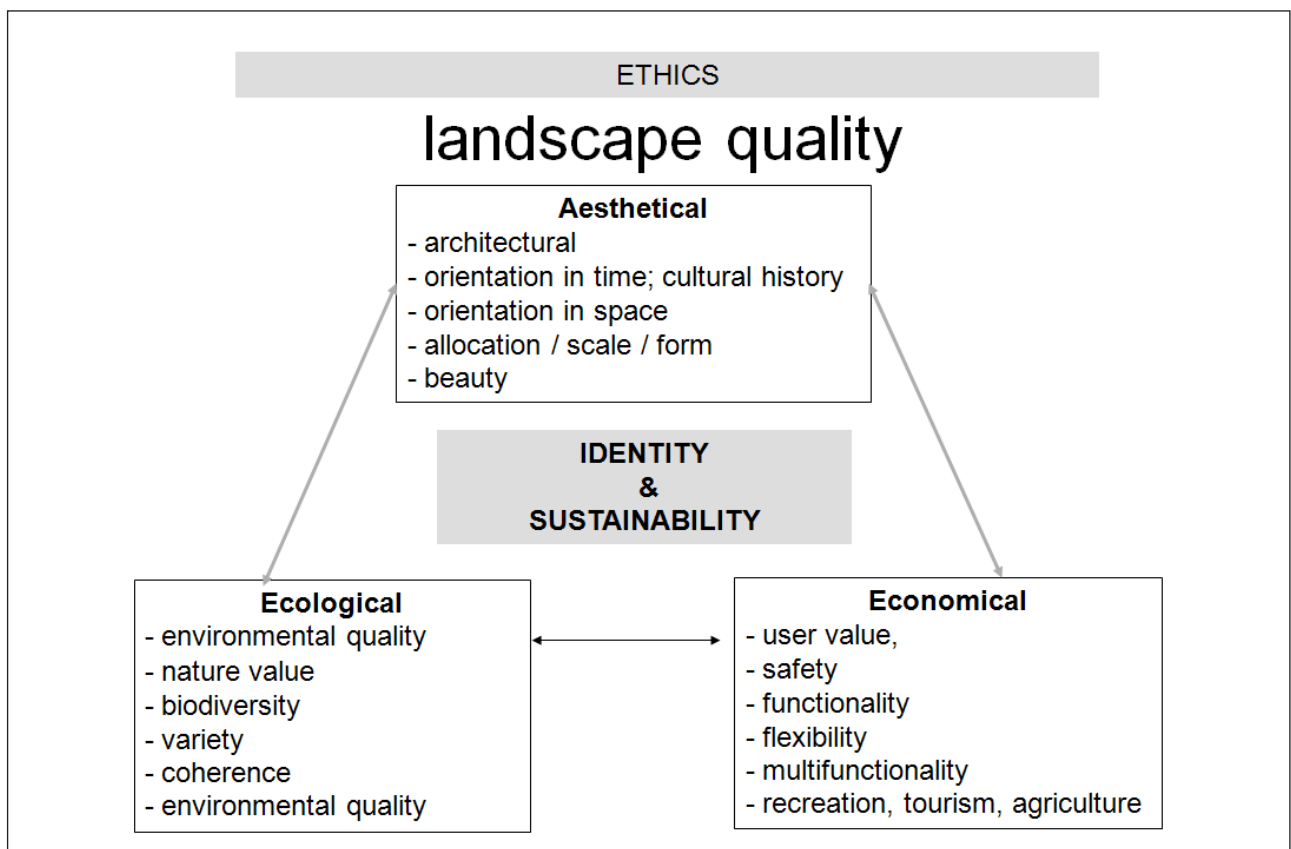 ETHICS
landscape quality
Aesthetical
- architectural
- orientation in time; cultural history
- orientation in space
- allocation / scale / form
- beauty
IDENTITY
&
SUSTAINABILITY
Ecological
- environmental quality
- nature value
- biodiversity
- variety
- coherence
- environmental quality
Economical
- user value,
- safety
- functionality
- flexibility
- multifunctionality
- recreation, tourism, agriculture